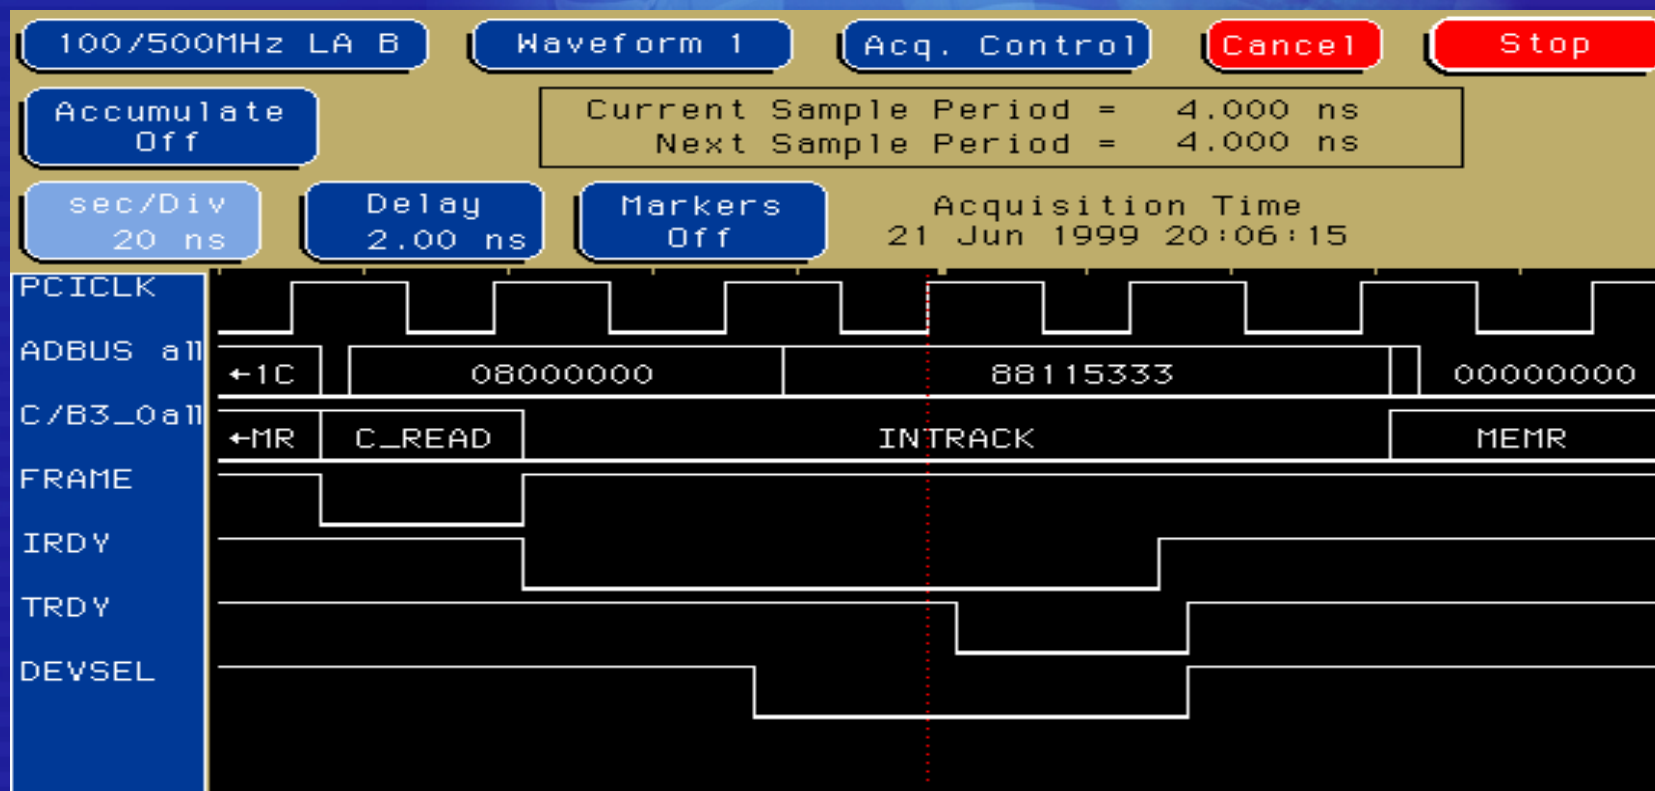 100/500MHz LA B
Waveform 1
Acq. Control
Cancel
Stop
Accumulate
Off
Current Sample Period = 4.000 ns
Next Sample Period = 4.000 ns
sec/Div
20 ns
Delay
2.00 ns
Markers
Off
Acquisition Time
21 Jun 1999 20:06:15
PCICLK
ADBUS all
←1C
08000000
88115333
00000000
C/B3_0all
←MR
C_READ
INTRACK
MEMR
FRAME
IRDY
TRDY
DEVSEL